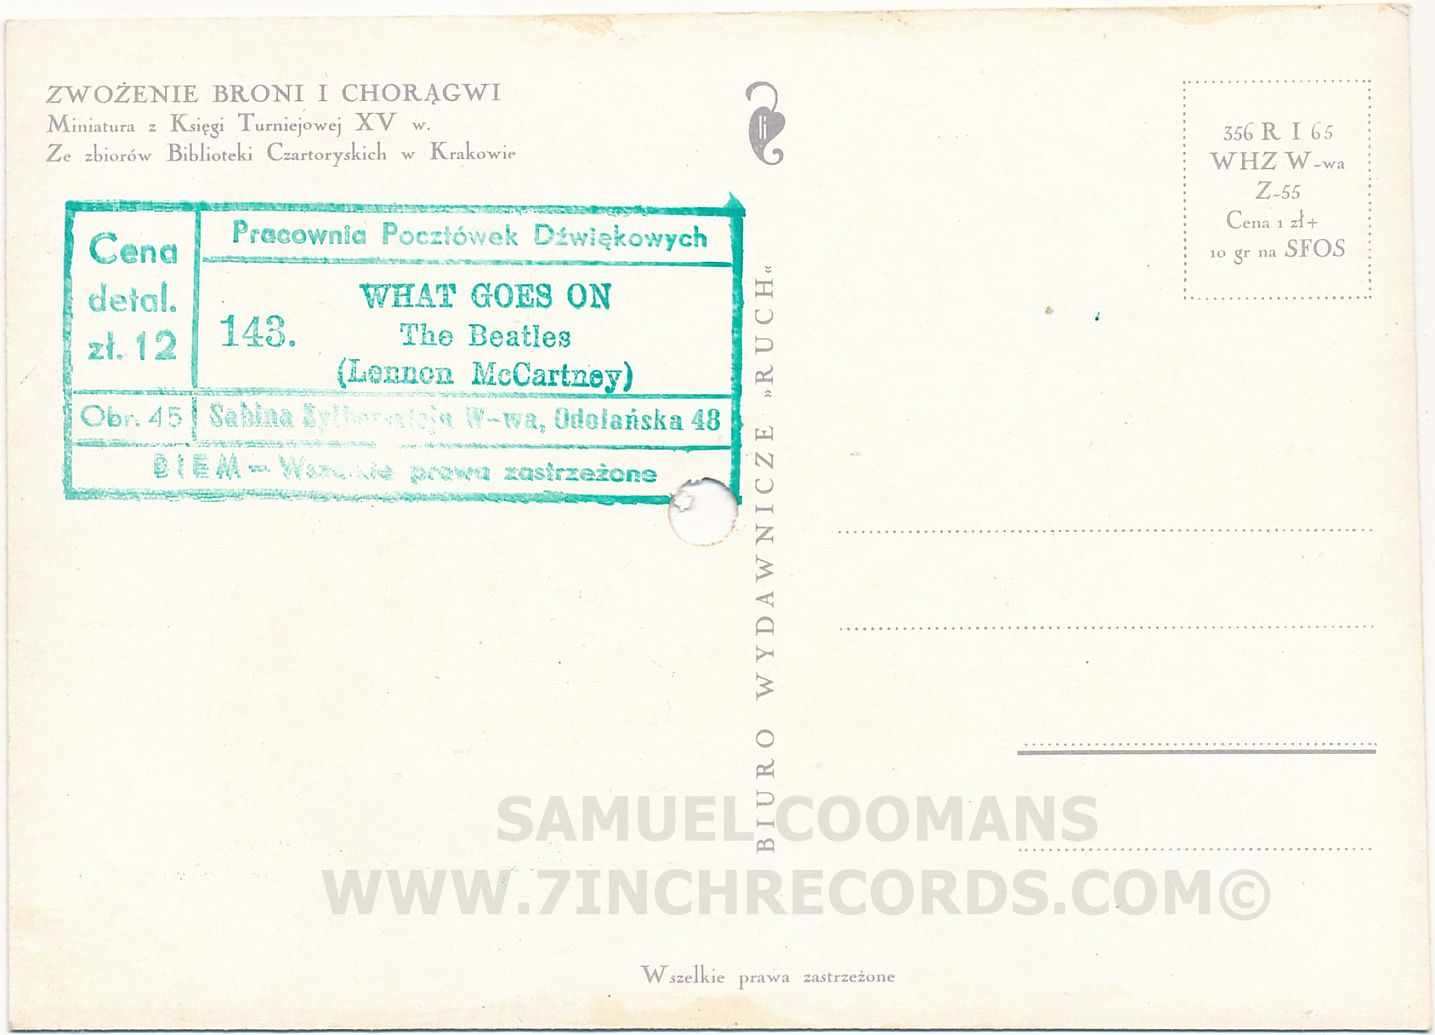 ZWOŻENIE BRONI I CHORĄGWI
Miniatura z Księgi Turniejowej XV w.
Ze zbiorów Biblioteki Czartoryskich w Krakowie
Cena
detal.
zł. 12
Pracownia Pocztówek Dźwiękowych
143.
WHAT GOES ON
The Beatles
(Lennon McCartney)
Obr. 45
Sabina W-wa, Odolańska 48
BIEM - Wszelkie prawa zastrzeżone
BIURO WYDAWNICZE „RUCH”
356 R I 65
WHZ W-wa
Z-55
Cena 1 zł+
10 gr na SFOS
SAMUEL COOMANS
WWW.7INCHRECORDS.COM©
Wszelkie prawa zastrzeżone